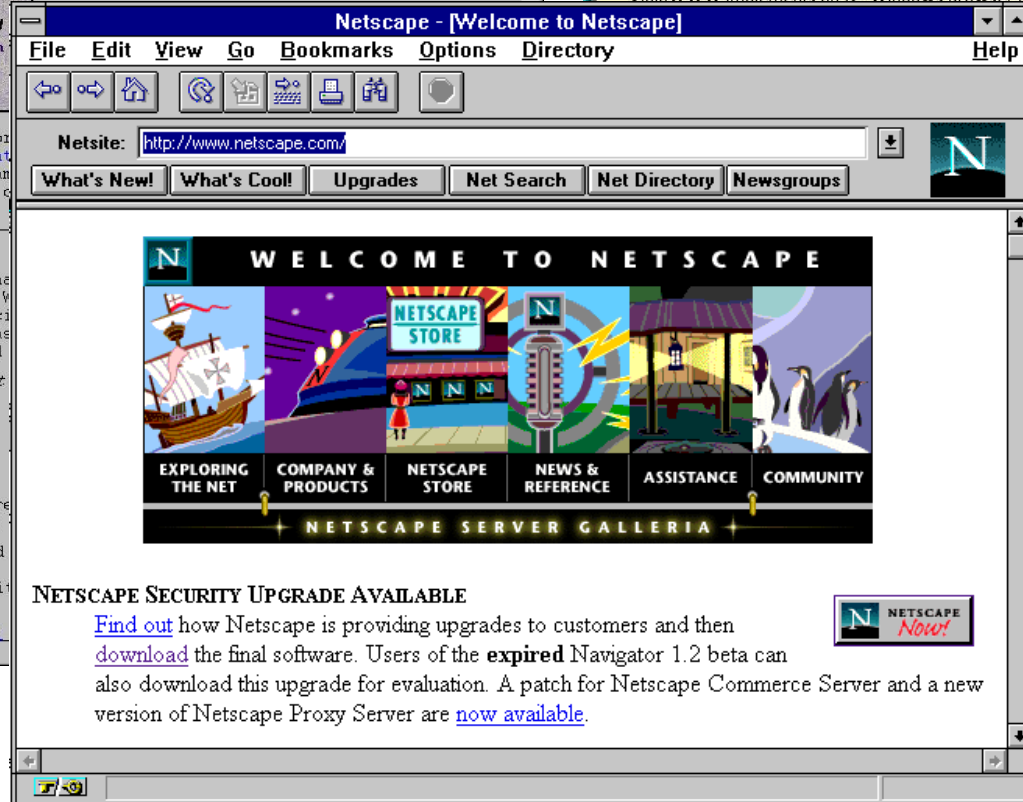 Netscape - [Welcome to Netscape]
File Edit View Go Bookmarks Options Directory Help
Netsite: http://www.netscape.com/
What's New! What's Cool! Upgrades Net Search Net Directory Newsgroups
N
N WELCOME TO NETSCAPE
NETSCAPE
STORE
N
N N N
EXPLORING
THE NET
COMPANY &
PRODUCTS
NETSCAPE
STORE
NEWS &
REFERENCE
ASSISTANCE
COMMUNITY
NETSCAPE SERVER GALLERIA
NETSCAPE SECURITY UPGRADE AVAILABLE
N NETSCAPE
Now!
Find out how Netscape is providing upgrades to customers and then
download the final software. Users of the expired Navigator 1.2 beta can
also download this upgrade for evaluation. A patch for Netscape Commerce Server and a new
version of Netscape Proxy Server are now available.